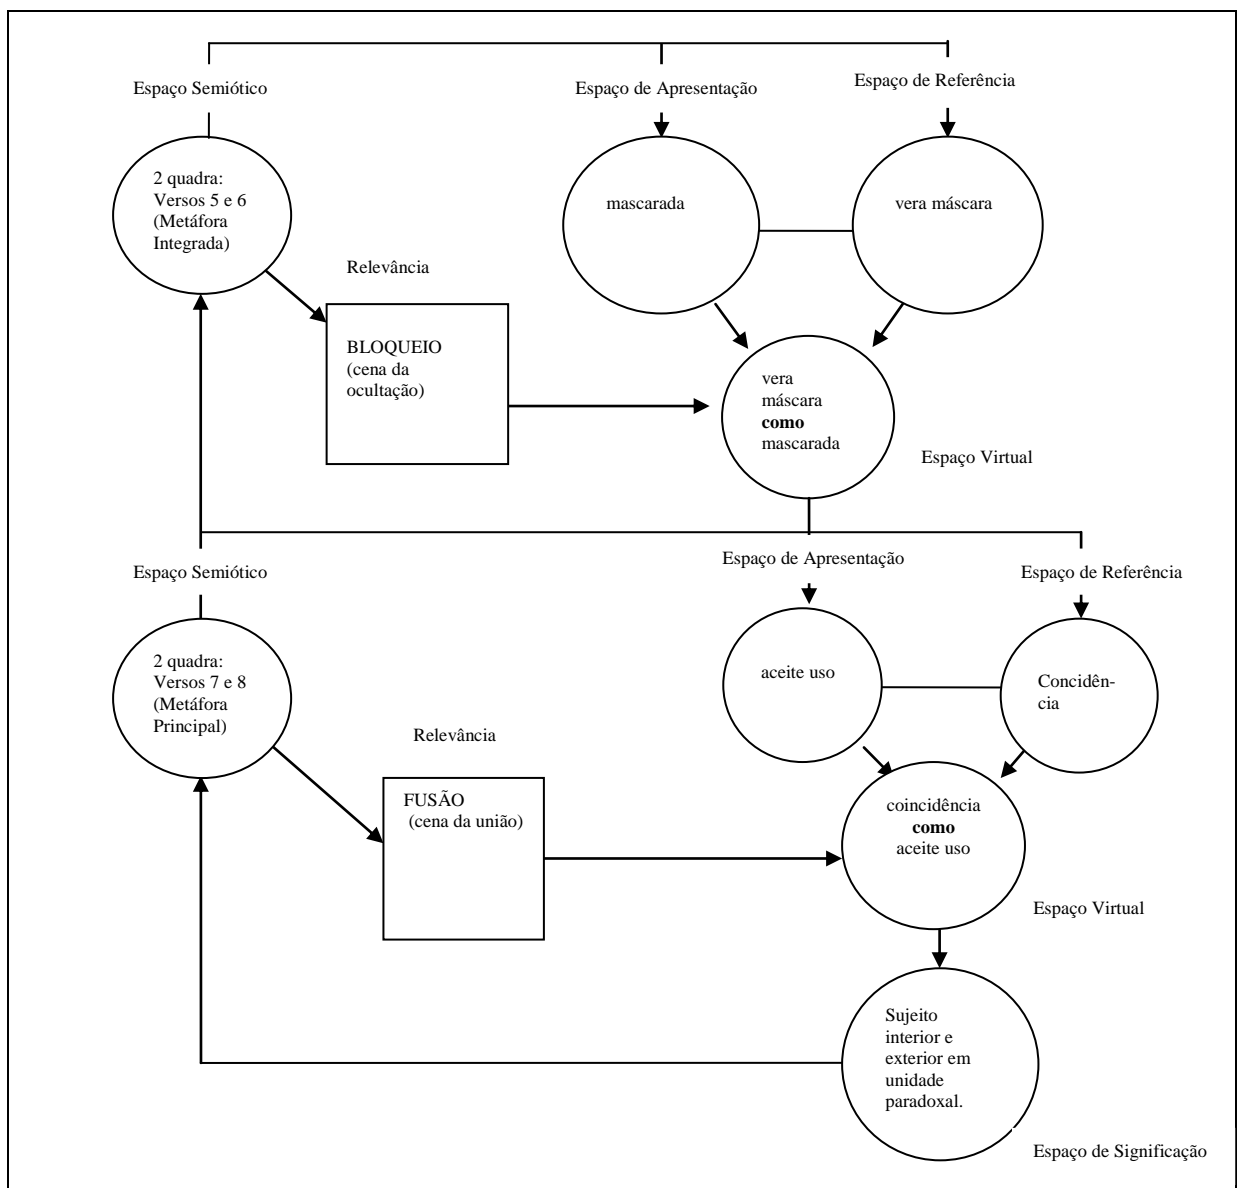 Espaço Semiótico
Espaço de Apresentação
Espaço de Referência
2 quadra:
Versos 5 e 6
(Metáfora
Integrada)
mascarada
vera máscara
Relevância
BLOQUEIO
(cena da
ocultação)
vera
máscara
como
mascarada
Espaço Virtual
Espaço Semiótico
Espaço de Apresentação
Espaço de Referência
2 quadra:
Versos 7 e 8
(Metáfora
Principal)
aceite uso
Concidên-
cia
Relevância
FUSÃO
(cena da união)
coincidência
como
aceite uso
Espaço Virtual
Sujeito
interior e
exterior em
unidade
paradoxal.
Espaço de Significação